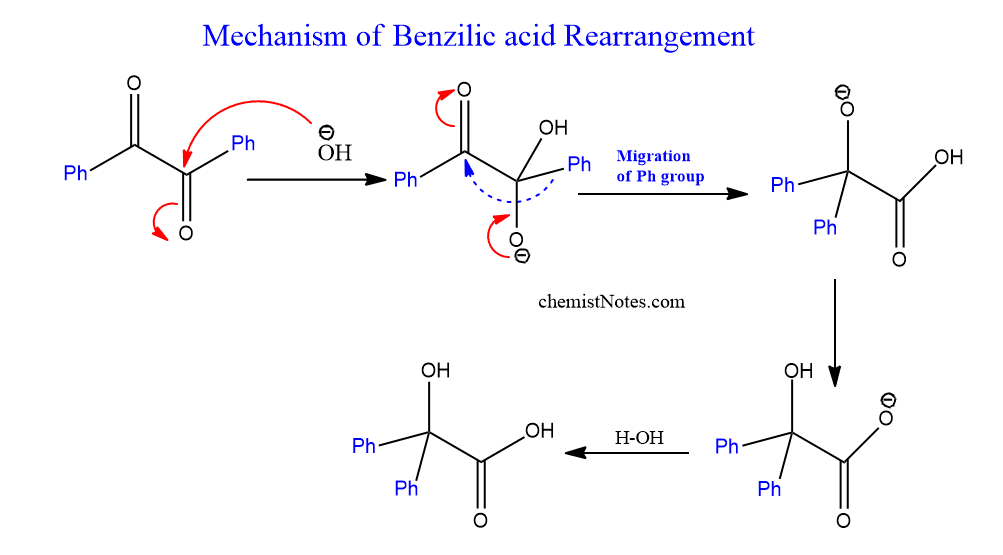 Mechanism of Benzilic acid Rearrangement
O
Ph
Ph
O
⊖
OH
O
OH
Ph
Ph
O
⊖
Migration
of Ph group
⊖
O
OH
Ph
Ph
O
chemistNotes.com
OH
Ph
Ph
OH
O
H-OH
OH
⊖
O
Ph
Ph
O